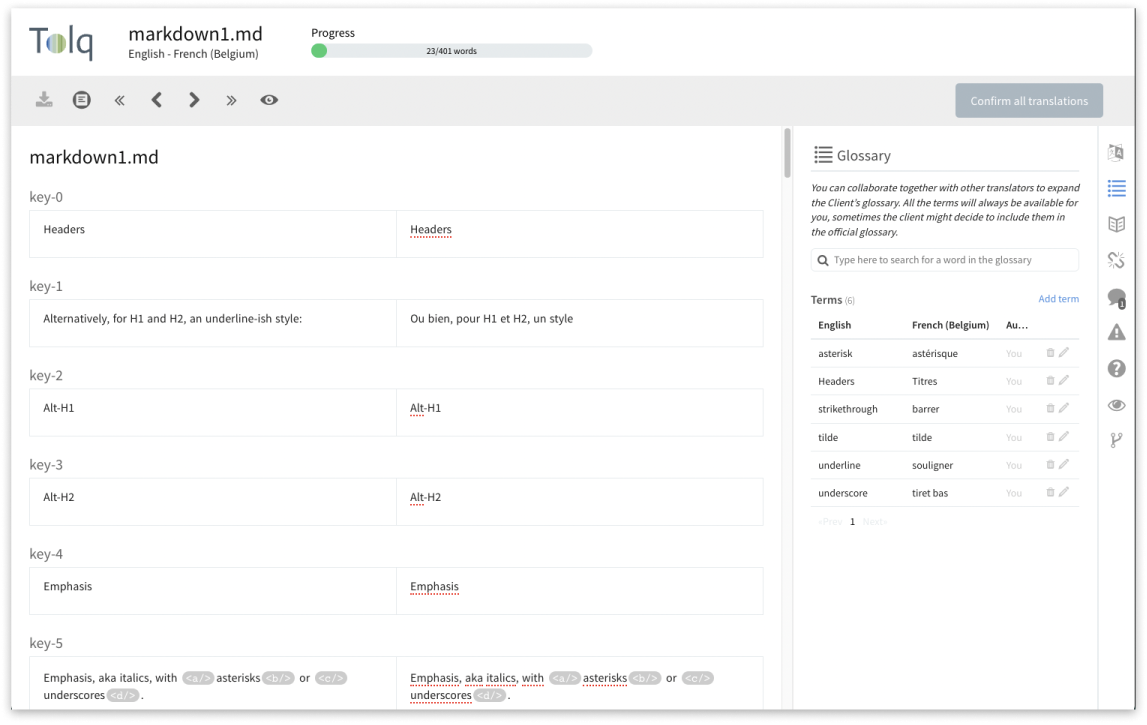 Tolq
markdown1.md
English - French (Belgium)
Progress
23/401 words
Confirm all translations
markdown1.md
key-0
Headers
Headers
key-1
Alternatively, for H1 and H2, an underline-ish style:
Ou bien, pour H1 et H2, un style
key-2
Alt-H1
Alt-H1
key-3
Alt-H2
Alt-H2
key-4
Emphasis
Emphasis
key-5
Emphasis, aka italics, with <a/> asterisks <b/> or <c/>
underscores <d/> .
Emphasis, aka italics, with <a/> asterisks <b/> or <c/>
underscores <d/> .
Glossary
You can collaborate together with other translators to expand
the Client's glossary. All the terms will always be available for
you, sometimes the client might decide to include them in
the official glossary.
Type here to search for a word in the glossary
Terms (6) Add term
English French (Belgium) Au...
asterisk astérisque You
Headers Titres You
strikethrough barrer You
tilde tilde You
underline souligner You
underscore tiret bas You
<Prev 1 Next>
1